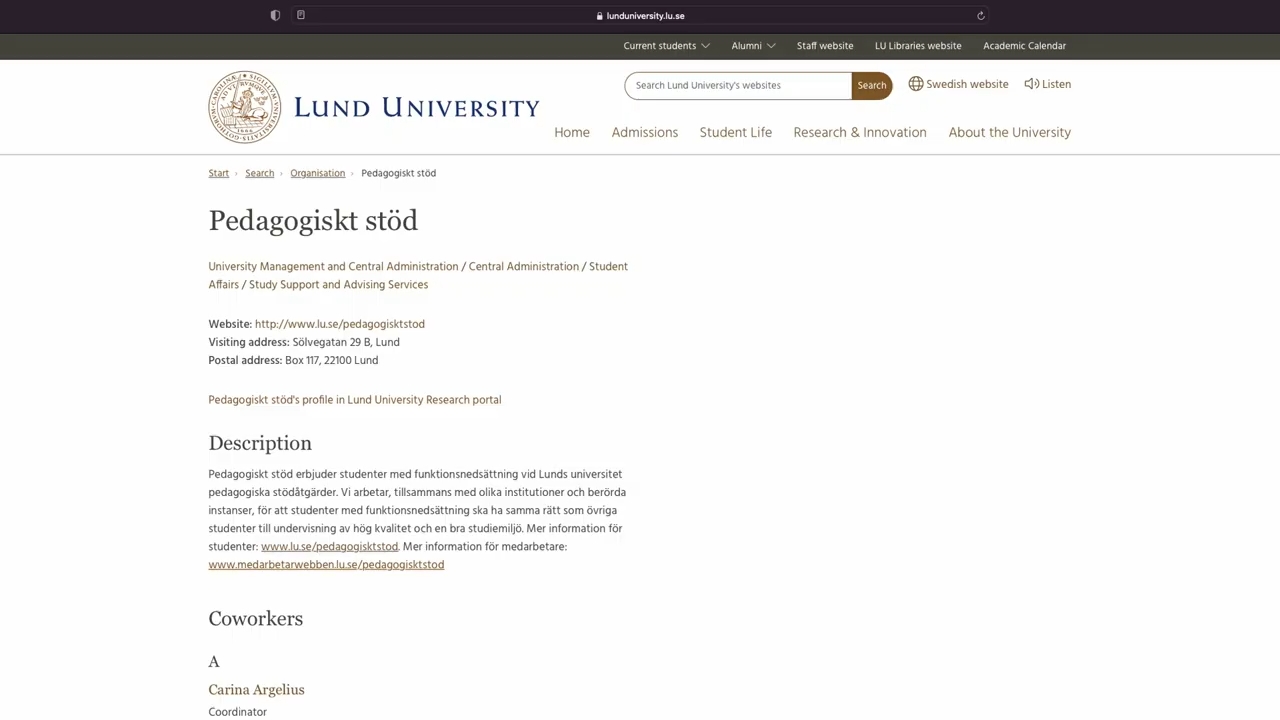 lunduniversity.lu.se
Current students Alumni Staff website LU Libraries website Academic Calendar
Search Lund University's websites Search Swedish website Listen
LUND UNIVERSITY
Home Admissions Student Life Research & Innovation About the University
Start › Search › Organisation › Pedagogiskt stöd
Pedagogiskt stöd
University Management and Central Administration / Central Administration / Student
Affairs / Study Support and Advising Services
Website: http://www.lu.se/pedagogisktstod
Visiting address: Sölvegatan 29 B, Lund
Postal address: Box 117, 22100 Lund
Pedagogiskt stöd's profile in Lund University Research portal
Description
Pedagogiskt stöd erbjuder studenter med funktionsnedsättning vid Lunds universitet
pedagogiska stödåtgärder. Vi arbetar, tillsammans med olika institutioner och berörda
instanser, för att studenter med funktionsnedsättning ska ha samma rätt som övriga
studenter till undervisning av hög kvalitet och en bra studiemiljö. Mer information för
studenter: www.lu.se/pedagogisktstod. Mer information för medarbetare:
www.medarbetarwebben.lu.se/pedagogisktstod
Coworkers
A
Carina Argelius
Coordinator